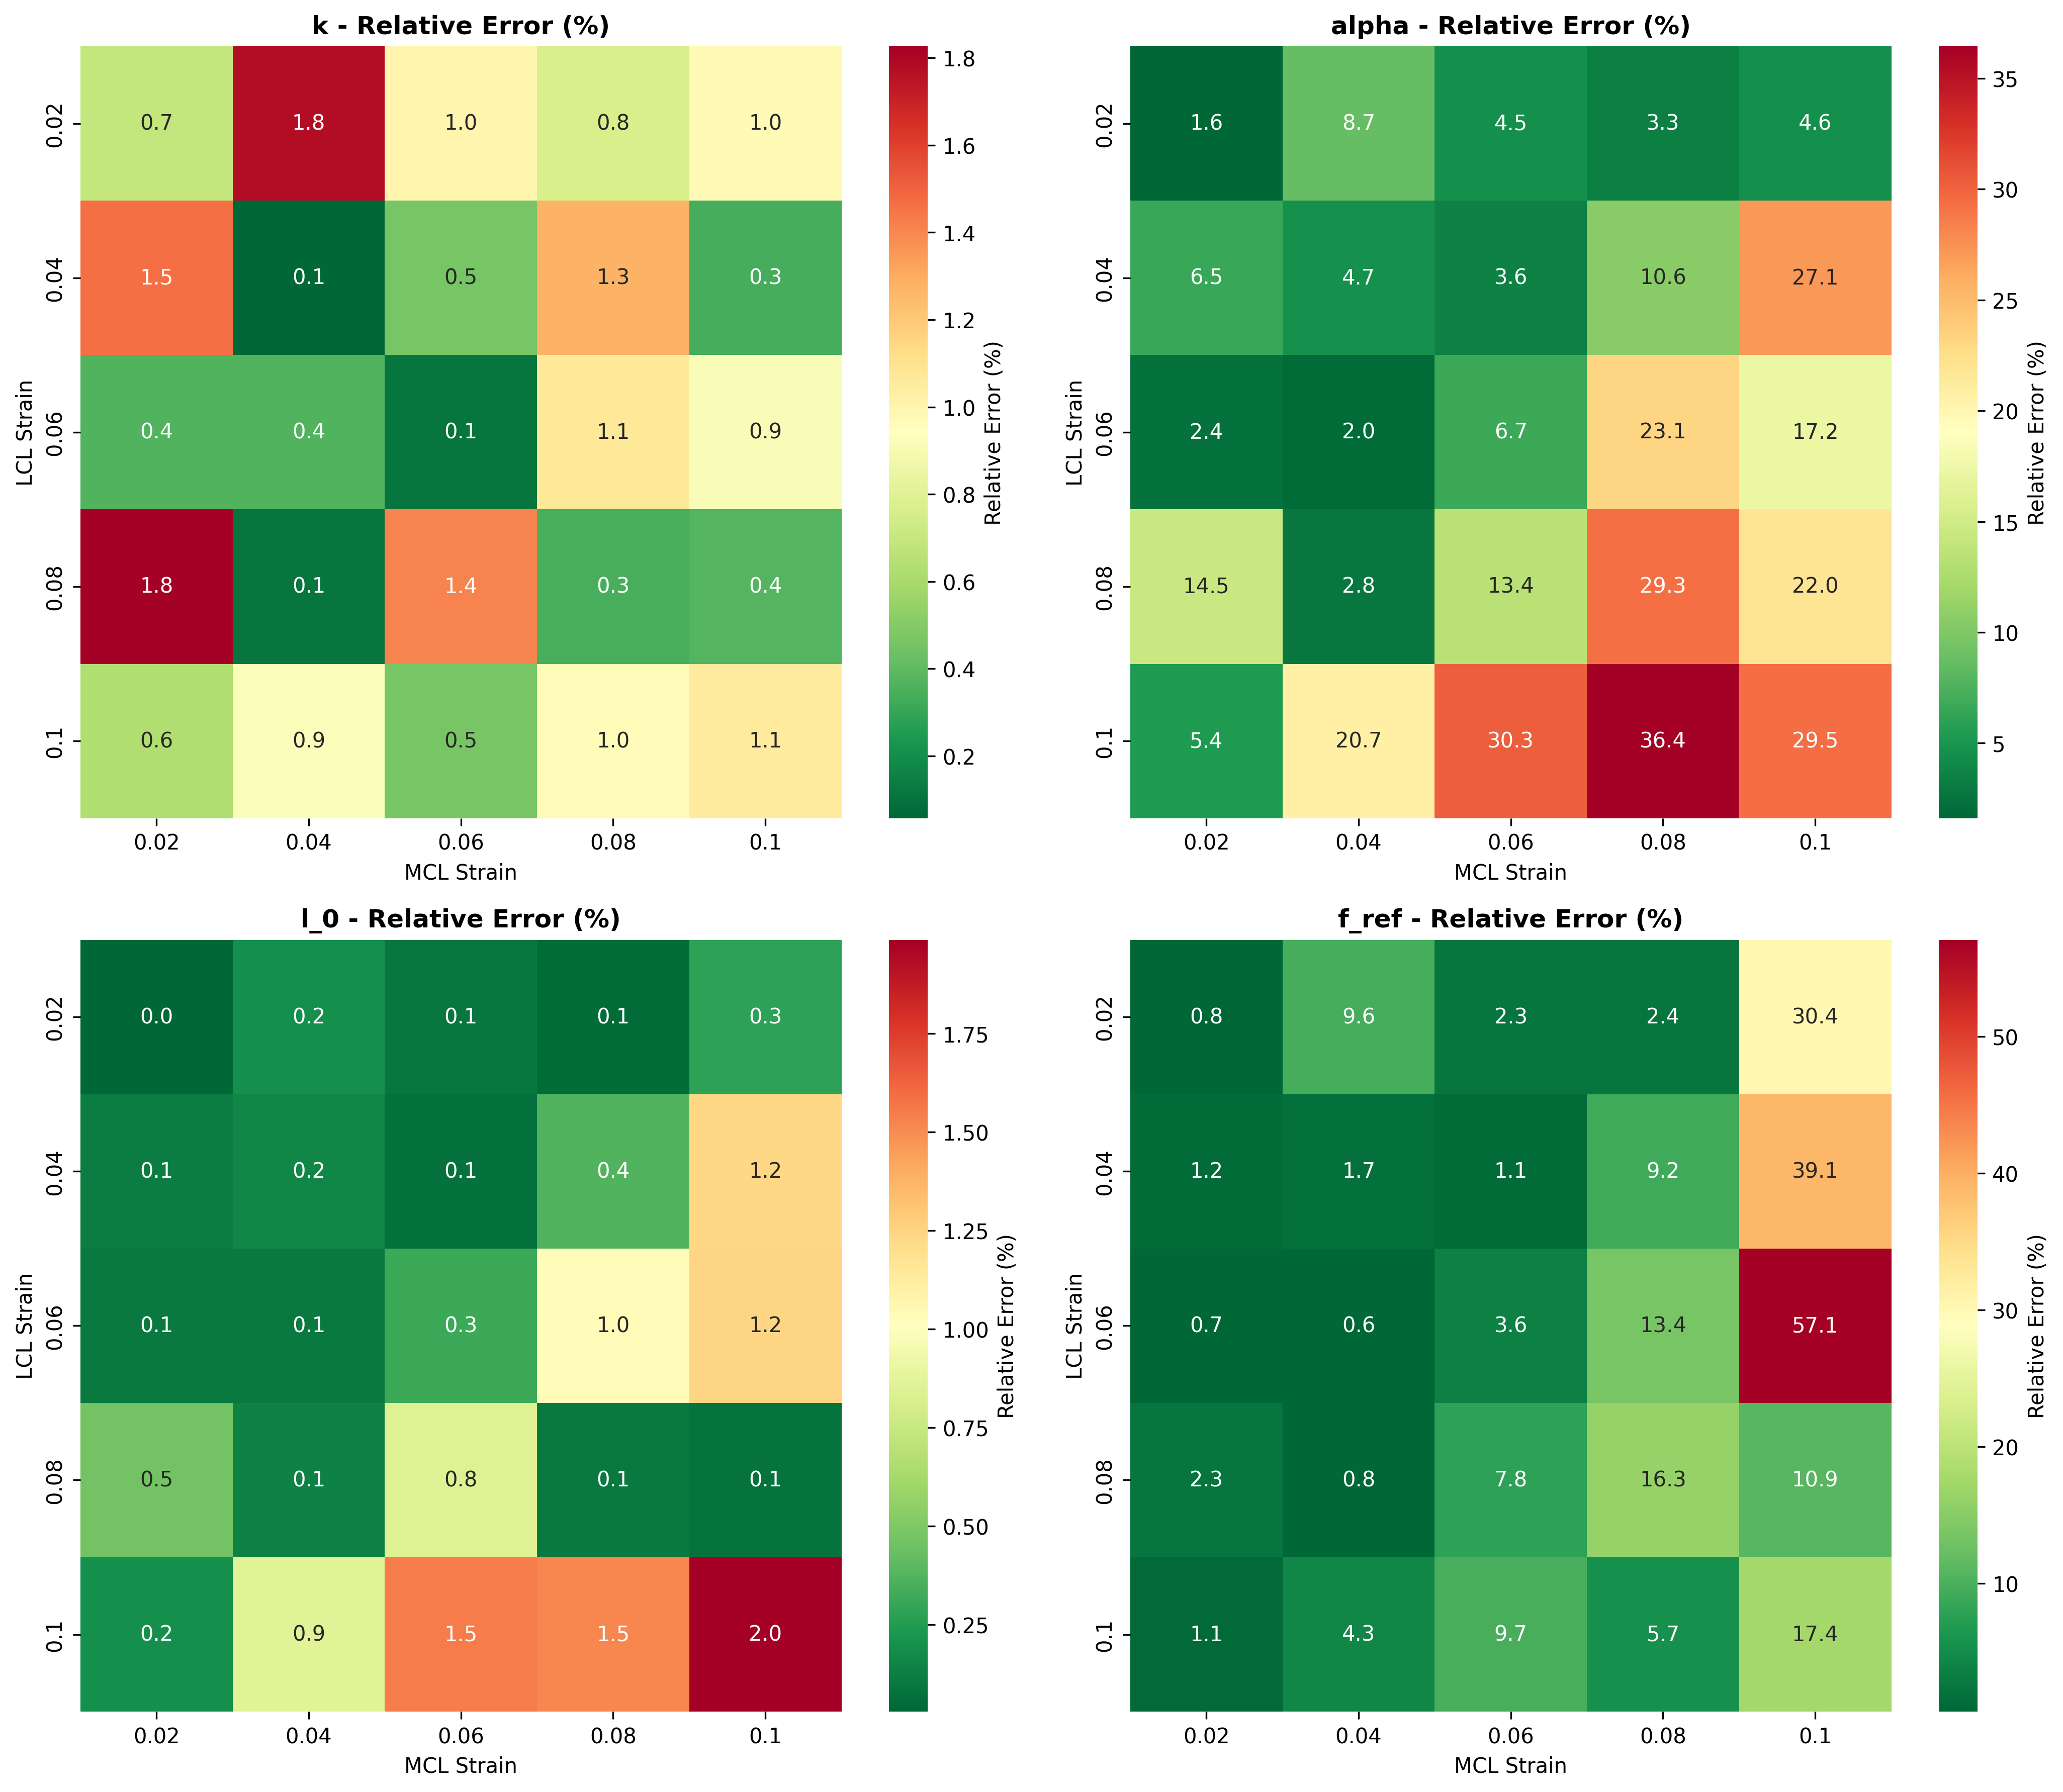 k - Relative Error (%)
0.02 0.7 1.8 1.0 0.8 1.0
0.04 1.5 0.1 0.5 1.3 0.3
0.06 0.4 0.4 0.1 1.1 0.9
0.08 1.8 0.1 1.4 0.3 0.4
0.1 0.6 0.9 0.5 1.0 1.1
0.02 0.04 0.06 0.08 0.1
MCL Strain
LCL Strain
1.8
1.6
1.4
1.2
1.0
0.8
0.6
0.4
0.2
Relative Error (%)
alpha - Relative Error (%)
0.02 1.6 8.7 4.5 3.3 4.6
0.04 6.5 4.7 3.6 10.6 27.1
0.06 2.4 2.0 6.7 23.1 17.2
0.08 14.5 2.8 13.4 29.3 22.0
0.1 5.4 20.7 30.3 36.4 29.5
0.02 0.04 0.06 0.08 0.1
MCL Strain
LCL Strain
35
30
25
20
15
10
5
Relative Error (%)
l_0 - Relative Error (%)
0.02 0.0 0.2 0.1 0.1 0.3
0.04 0.1 0.2 0.1 0.4 1.2
0.06 0.1 0.1 0.3 1.0 1.2
0.08 0.5 0.1 0.8 0.1 0.1
0.1 0.2 0.9 1.5 1.5 2.0
0.02 0.04 0.06 0.08 0.1
MCL Strain
LCL Strain
1.75
1.50
1.25
1.00
0.75
0.50
0.25
Relative Error (%)
f_ref - Relative Error (%)
0.02 0.8 9.6 2.3 2.4 30.4
0.04 1.2 1.7 1.1 9.2 39.1
0.06 0.7 0.6 3.6 13.4 57.1
0.08 2.3 0.8 7.8 16.3 10.9
0.1 1.1 4.3 9.7 5.7 17.4
0.02 0.04 0.06 0.08 0.1
MCL Strain
LCL Strain
50
40
30
20
10
Relative Error (%)